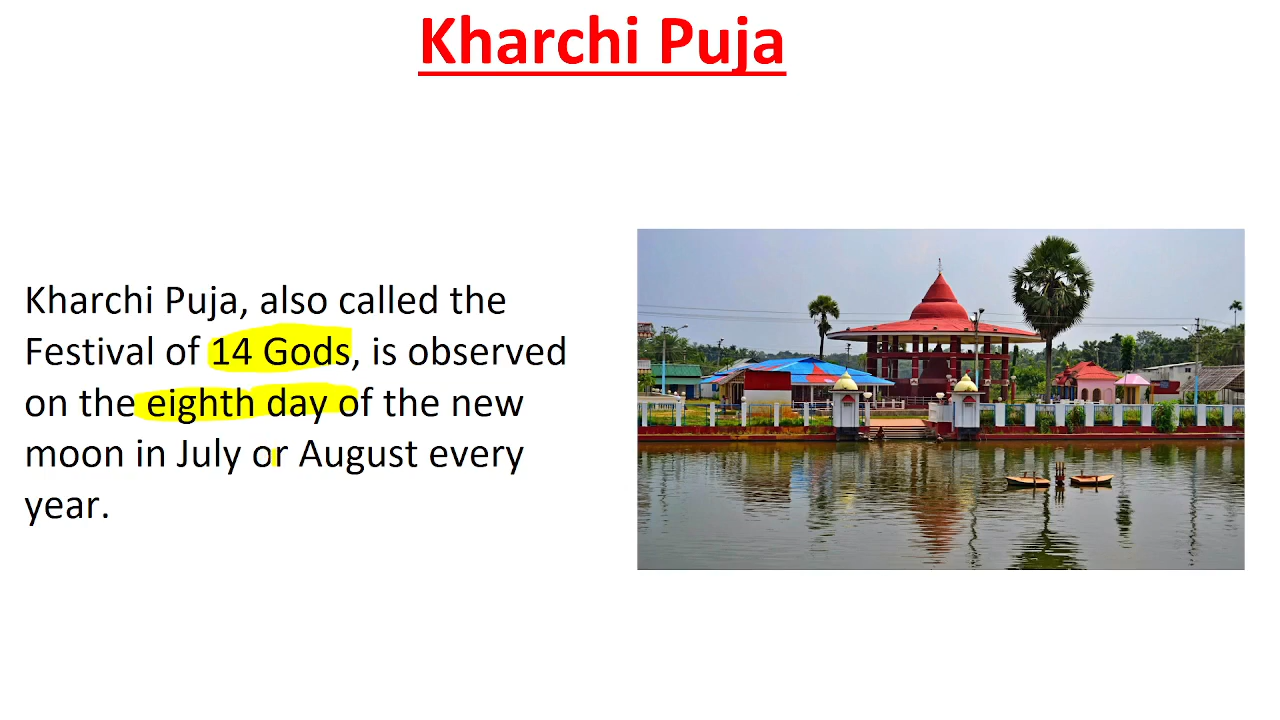 Kharchi Puja
Kharchi Puja, also called the
Festival of 14 Gods, is observed
on the eighth day of the new
moon in July or August every
year.